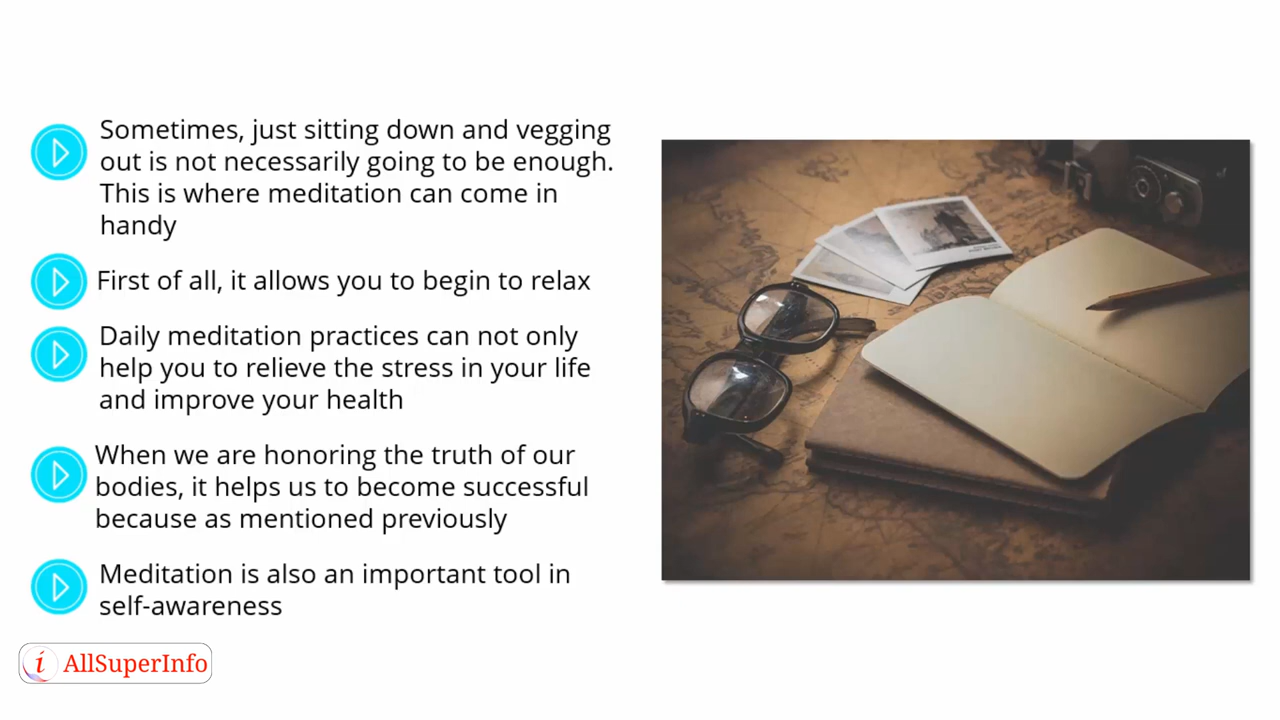 Sometimes, just sitting down and vegging
out is not necessarily going to be enough.
This is where meditation can come in
handy
First of all, it allows you to begin to relax
Daily meditation practices can not only
help you to relieve the stress in your life
and improve your health
When we are honoring the truth of our
bodies, it helps us to become successful
because as mentioned previously
Meditation is also an important tool in
self-awareness
i AllSuperInfo